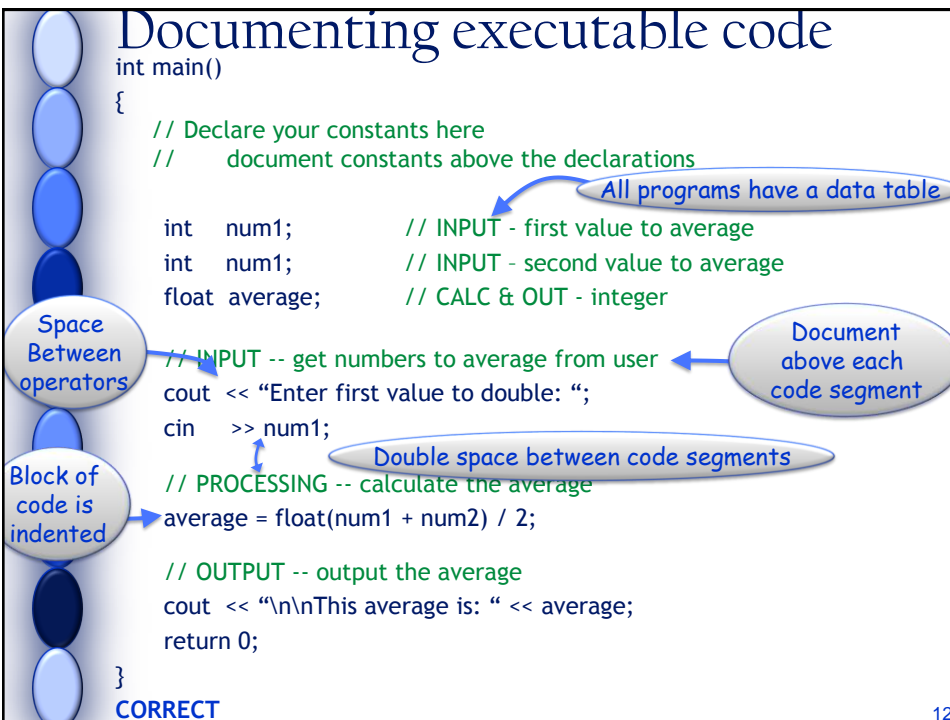 Documenting executable code
int main()
{
// Declare your constants here
// document constants above the declarations
All programs have a data table
int num1; // INPUT - first value to average
int num1; // INPUT – second value to average
float average; // CALC & OUT - integer
Space
Between
operators
Document
above each
code segment
// INPUT -- get numbers to average from user
cout << “Enter first value to double: “;
cin >> num1;
Double space between code segments
Block of
code is
indented
// PROCESSING -- calculate the average
average = float(num1 + num2) / 2;
// OUTPUT -- output the average
cout << “\n\nThis average is: “ << average;
return 0;
}
CORRECT
12